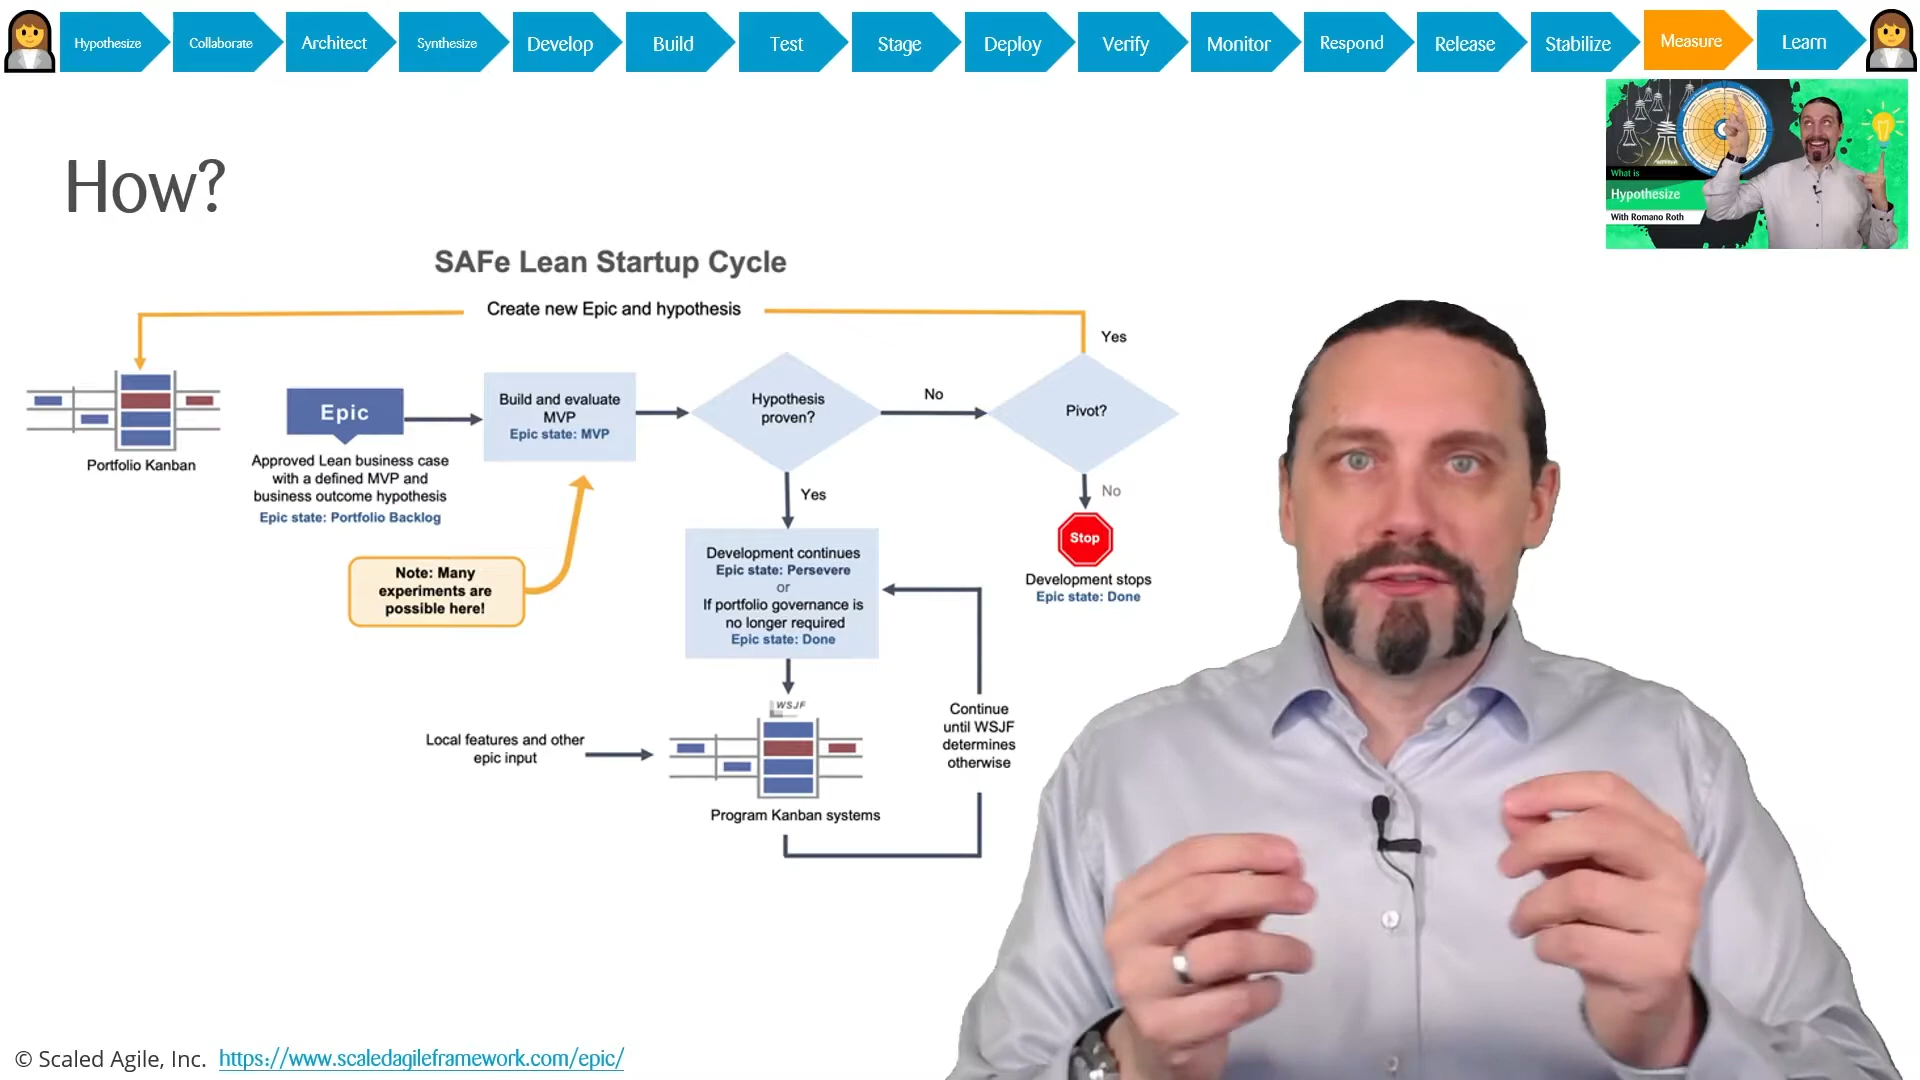 Hypothesize
Collaborate
Architect
Synthesize
Develop
Build
Test
Stage
Deploy
Verify
Monitor
Respond
Release
Stabilize
Measure
Learn
What is
Hypothesize
With Romano Roth
How?
SAFe Lean Startup Cycle
Create new Epic and hypothesis
Yes
Portfolio Kanban
Epic
Approved Lean business case
with a defined MVP and
business outcome hypothesis
Epic state: Portfolio Backlog
Build and evaluate
MVP
Epic state: MVP
Note: Many
experiments are
possible here!
Hypothesis
proven?
No
Pivot?
Yes
No
Stop
Development stops
Epic state: Done
Development continues
Epic state: Persevere
or
If portfolio governance is
no longer required
Epic state: Done
WSJF
Local features and other
epic input
Program Kanban systems
Continue
until WSJF
determines
otherwise
© Scaled Agile, Inc. https://www.scaledagileframework.com/epic/